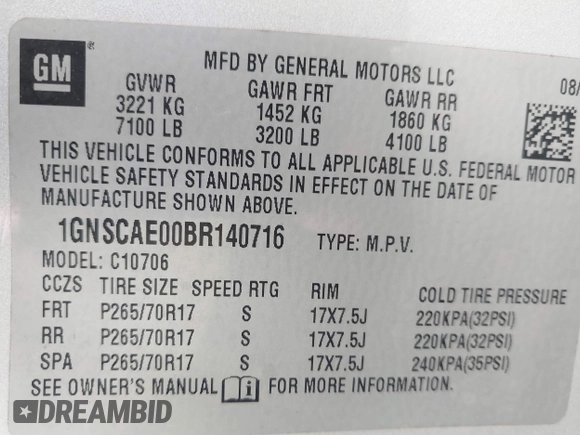 GM ®
MFD BY GENERAL MOTORS LLC
08/
GVWR GAWR FRT GAWR RR
3221 KG 1452 KG 1860 KG
7100 LB 3200 LB 4100 LB
THIS VEHICLE CONFORMS TO ALL APPLICABLE U.S. FEDERAL MOTOR
VEHICLE SAFETY STANDARDS IN EFFECT ON THE DATE OF
MANUFACTURE SHOWN ABOVE.
1GNSCAE00BR140716 TYPE: M.P.V.
MODEL: C10706
CCZS TIRE SIZE SPEED RTG RIM COLD TIRE PRESSURE
FRT P265/70R17 S 17X7.5J 220KPA(32PSI)
RR P265/70R17 S 17X7.5J 220KPA(32PSI)
SPA P265/70R17 S 17X7.5J 240KPA(35PSI)
SEE OWNER'S MANUAL i FOR MORE INFORMATION.
DREAMBID